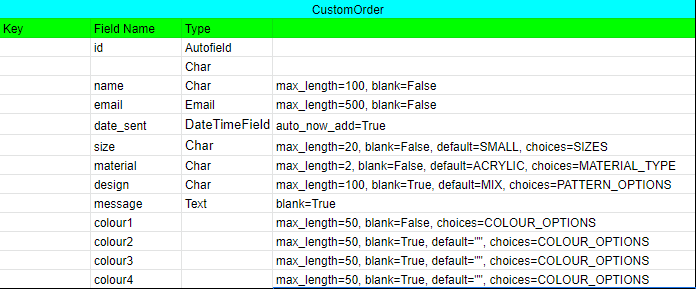 CustomOrder
Key Field Name Type
id Autofield
Char
name Char max_length=100, blank=False
email Email max_length=500, blank=False
date_sent DateTimeField auto_now_add=True
size Char max_length=20, blank=False, default=SMALL, choices=SIZES
material Char max_length=2, blank=False, default=ACRYLIC, choices=MATERIAL_TYPE
design Char max_length=100, blank=True, default=MIX, choices=PATTERN_OPTIONS
message Text blank=True
colour1 max_length=50, blank=False, choices=COLOUR_OPTIONS
colour2 max_length=50, blank=True, default="", choices=COLOUR_OPTIONS
colour3 max_length=50, blank=True, default="", choices=COLOUR_OPTIONS
colour4 max_length=50, blank=True, default="", choices=COLOUR_OPTIONS